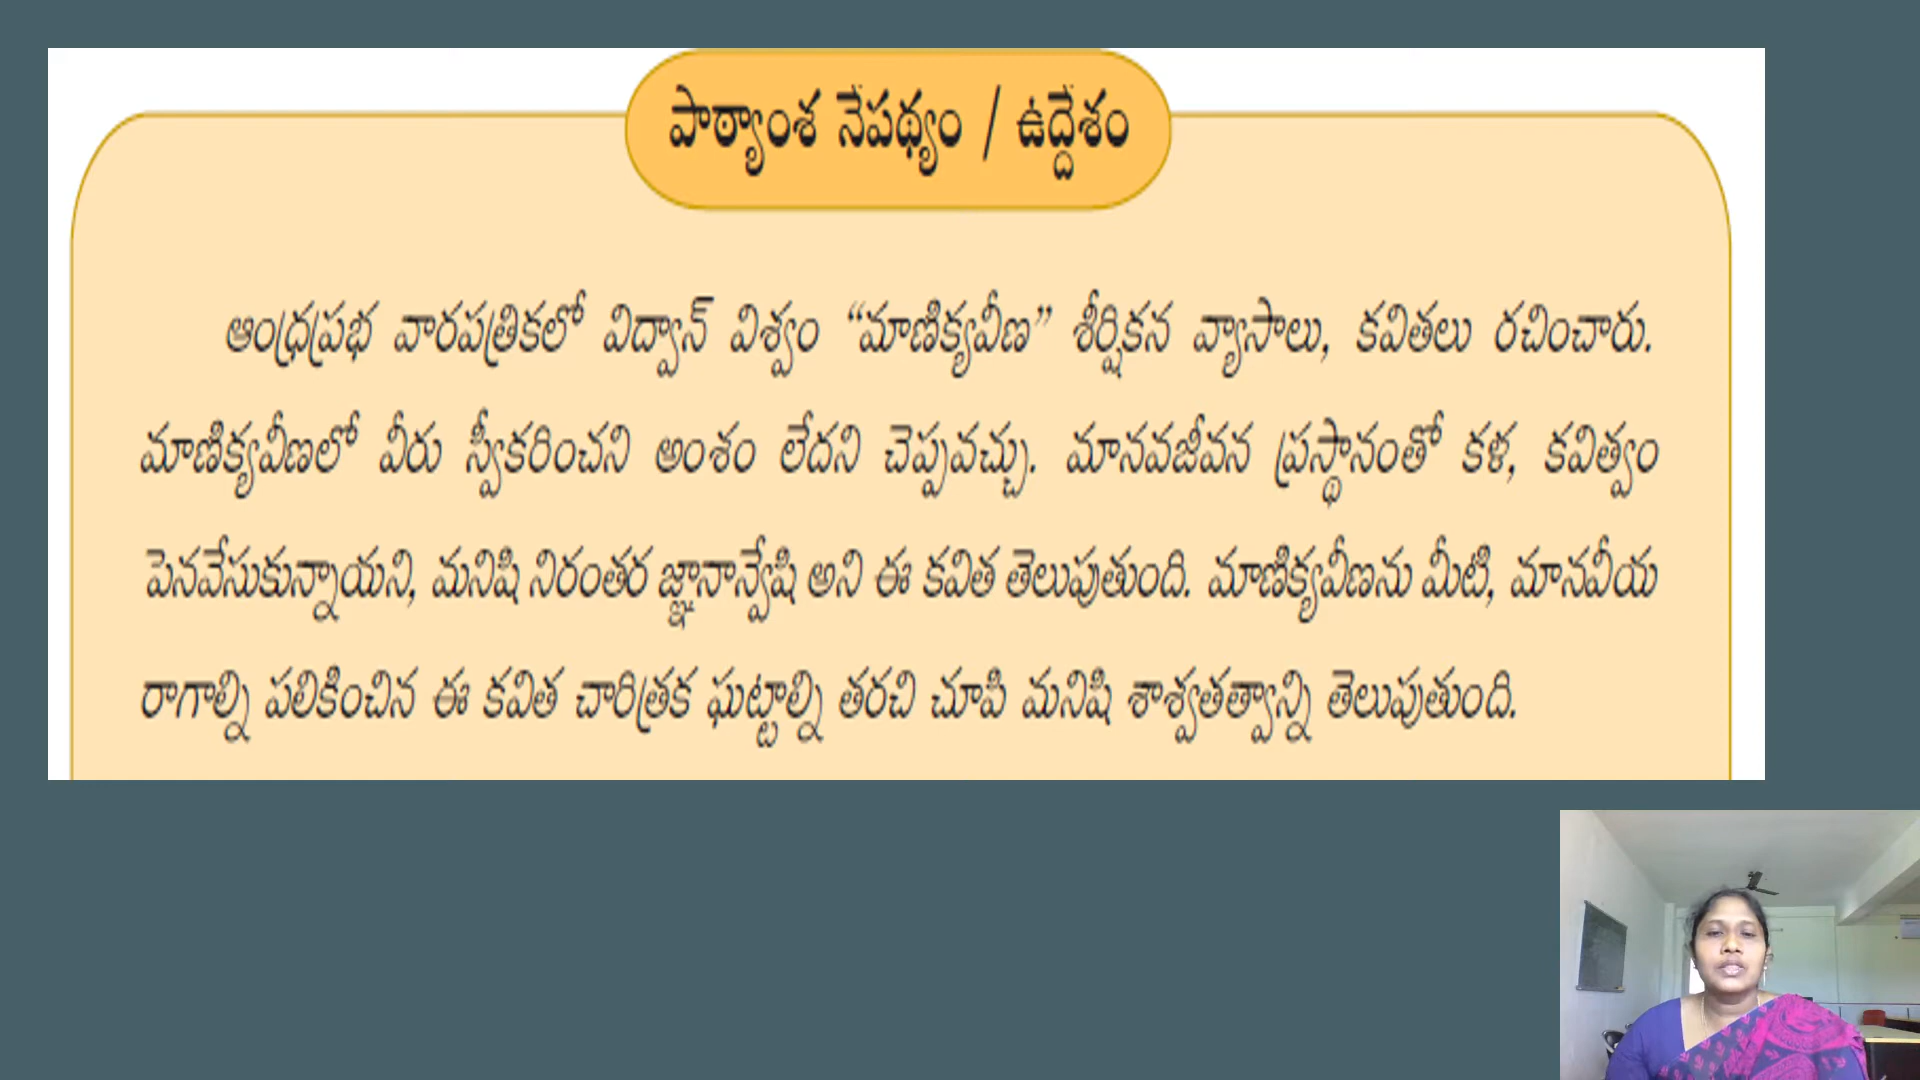 పాఠ్యాంశ నేపథ్యం / ఉద్దేశం
ఆంధ్రప్రభ వారపత్రికలో విద్వాన్ విశ్వం “మాణిక్యవీణ” శీర్షికన వ్యాసాలు, కవితలు రచించారు.
మాణిక్యవీణలో వీరు స్వీకరించని అంశం లేదని చెప్పవచ్చు. మానవజీవన ప్రస్థానంతో కళ, కవిత్వం
పెనవేసుకున్నాయని, మనిషి నిరంతర జ్ఞానాన్వేషి అని ఈ కవిత తెలుపుతుంది. మాణిక్యవీణను మీటి, మానవీయ
రాగాల్ని పలికించిన ఈ కవిత చారిత్రక ఘట్టాల్ని తరచి చూపి మనిషి శాశ్వతత్వాన్ని తెలుపుతుంది.